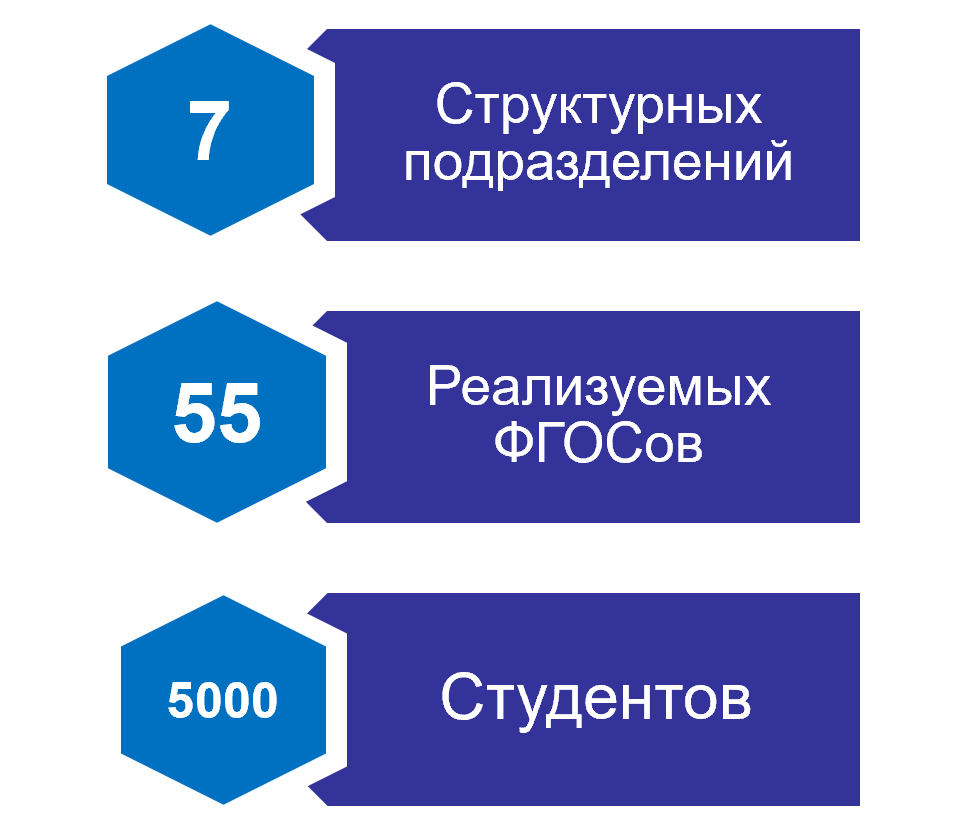 7
Структурных
подразделений
55
Реализуемых
ФГОСов
5000
Студентов